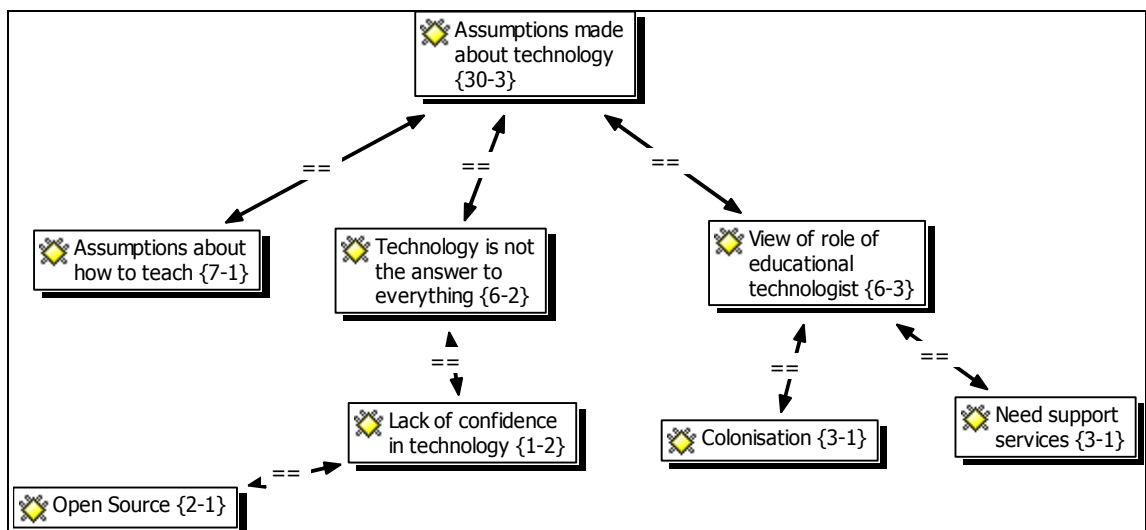 Assumptions made
about technology
{30-3}
==
==
==
Assumptions about
how to teach {7-1}
Technology is not
the answer to
everything {6-2}
View of role of
educational
technologist {6-3}
==
==
==
Lack of confidence
in technology {1-2}
Colonisation {3-1}
Need support
services {3-1}
==
Open Source {2-1}